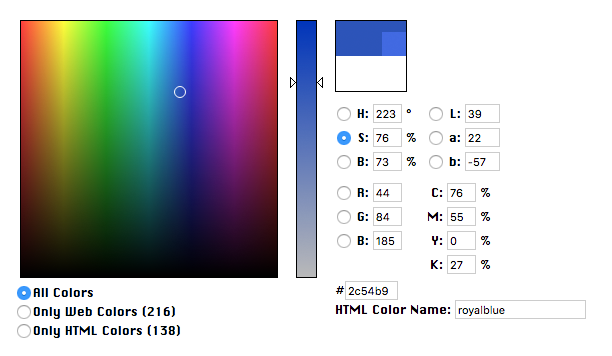 H: 223 ° L: 39
S: 76 % a: 22
B: 73 % b: -57
R: 44 C: 76 %
G: 84 M: 55 %
B: 185 Y: 0 %
K: 27 %
# 2c54b9
HTML Color Name: royalblue
All Colors
Only Web Colors (216)
Only HTML Colors (138)